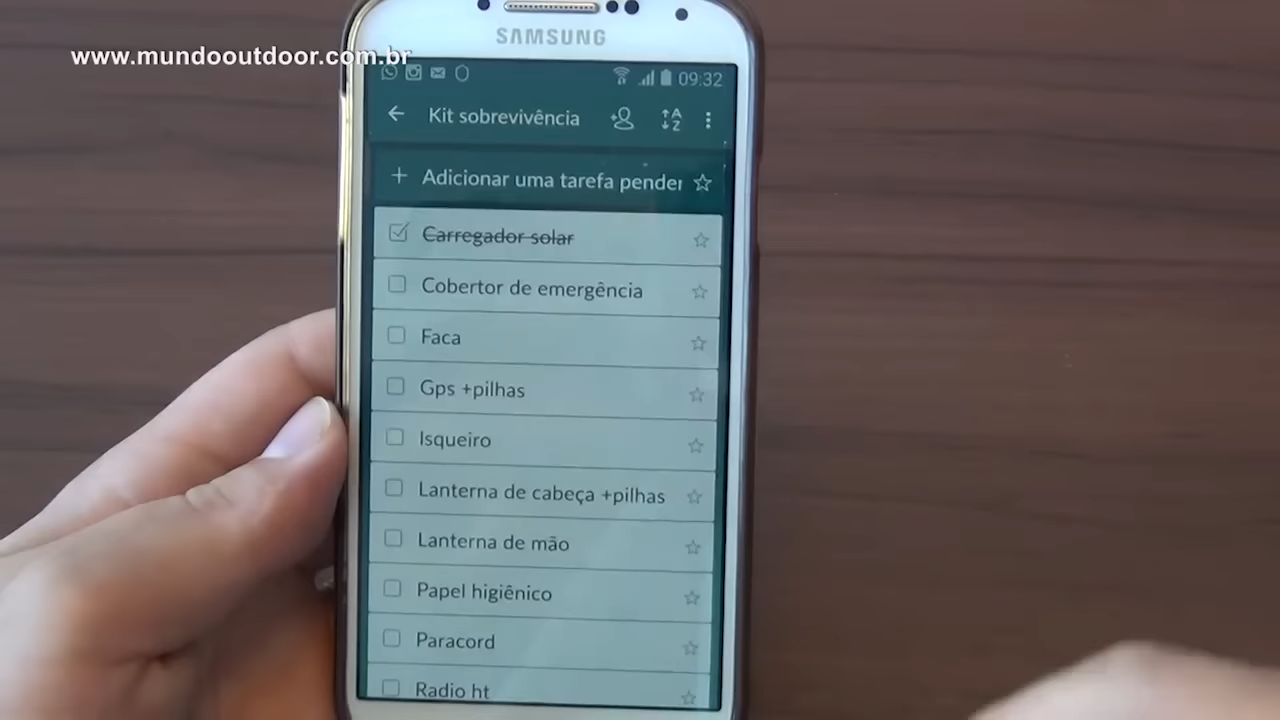 SAMSUNG
www.mundooutdoor.com.br
09:32
Kit sobrevivência
Adicionar uma tarefa pender
Carregador solar
Cobertor de emergência
Faca
Gps +pilhas
Isqueiro
Lanterna de cabeça +pilhas
Lanterna de mão
Papel higiênico
Paracord
Radio ht